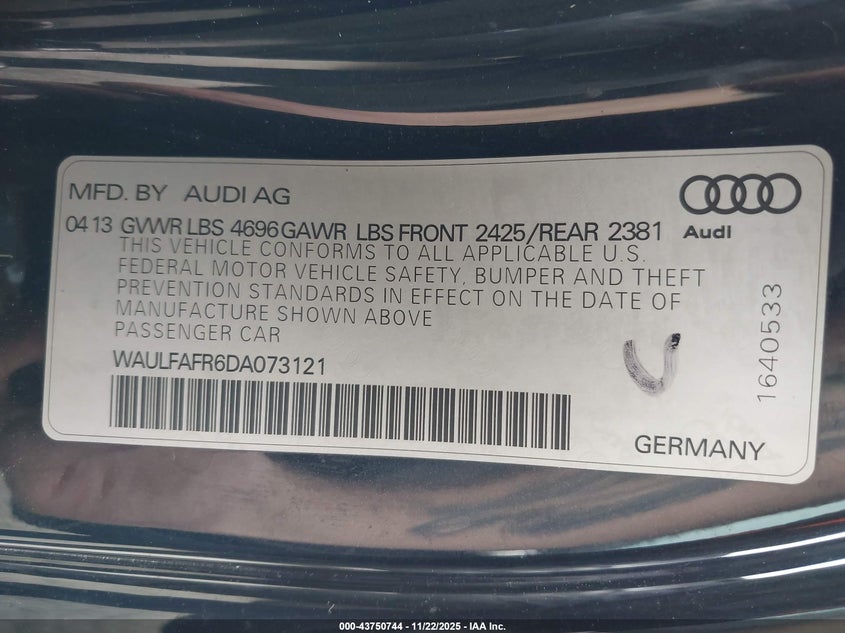 MFD. BY AUDI AG
04 13 GVWR LBS 4696 GAWR LBS FRONT 2425/REAR 2381
Audi
THIS VEHICLE CONFORMS TO ALL APPLICABLE U.S.
FEDERAL MOTOR VEHICLE SAFETY, BUMPER AND THEFT
PREVENTION STANDARDS IN EFFECT ON THE DATE OF
MANUFACTURE SHOWN ABOVE
PASSENGER CAR
WAULFAFR6DA073121
1640533
GERMANY
000-43750744 - 11/22/2025 - IAA Inc.